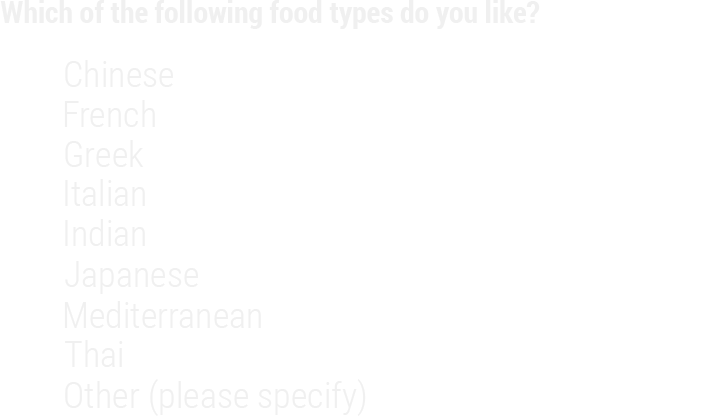 Which of the following food types do you like?
Chinese
French
Greek
Italian
Indian
Japanese
Mediterranean
Thai
Other (please specify)